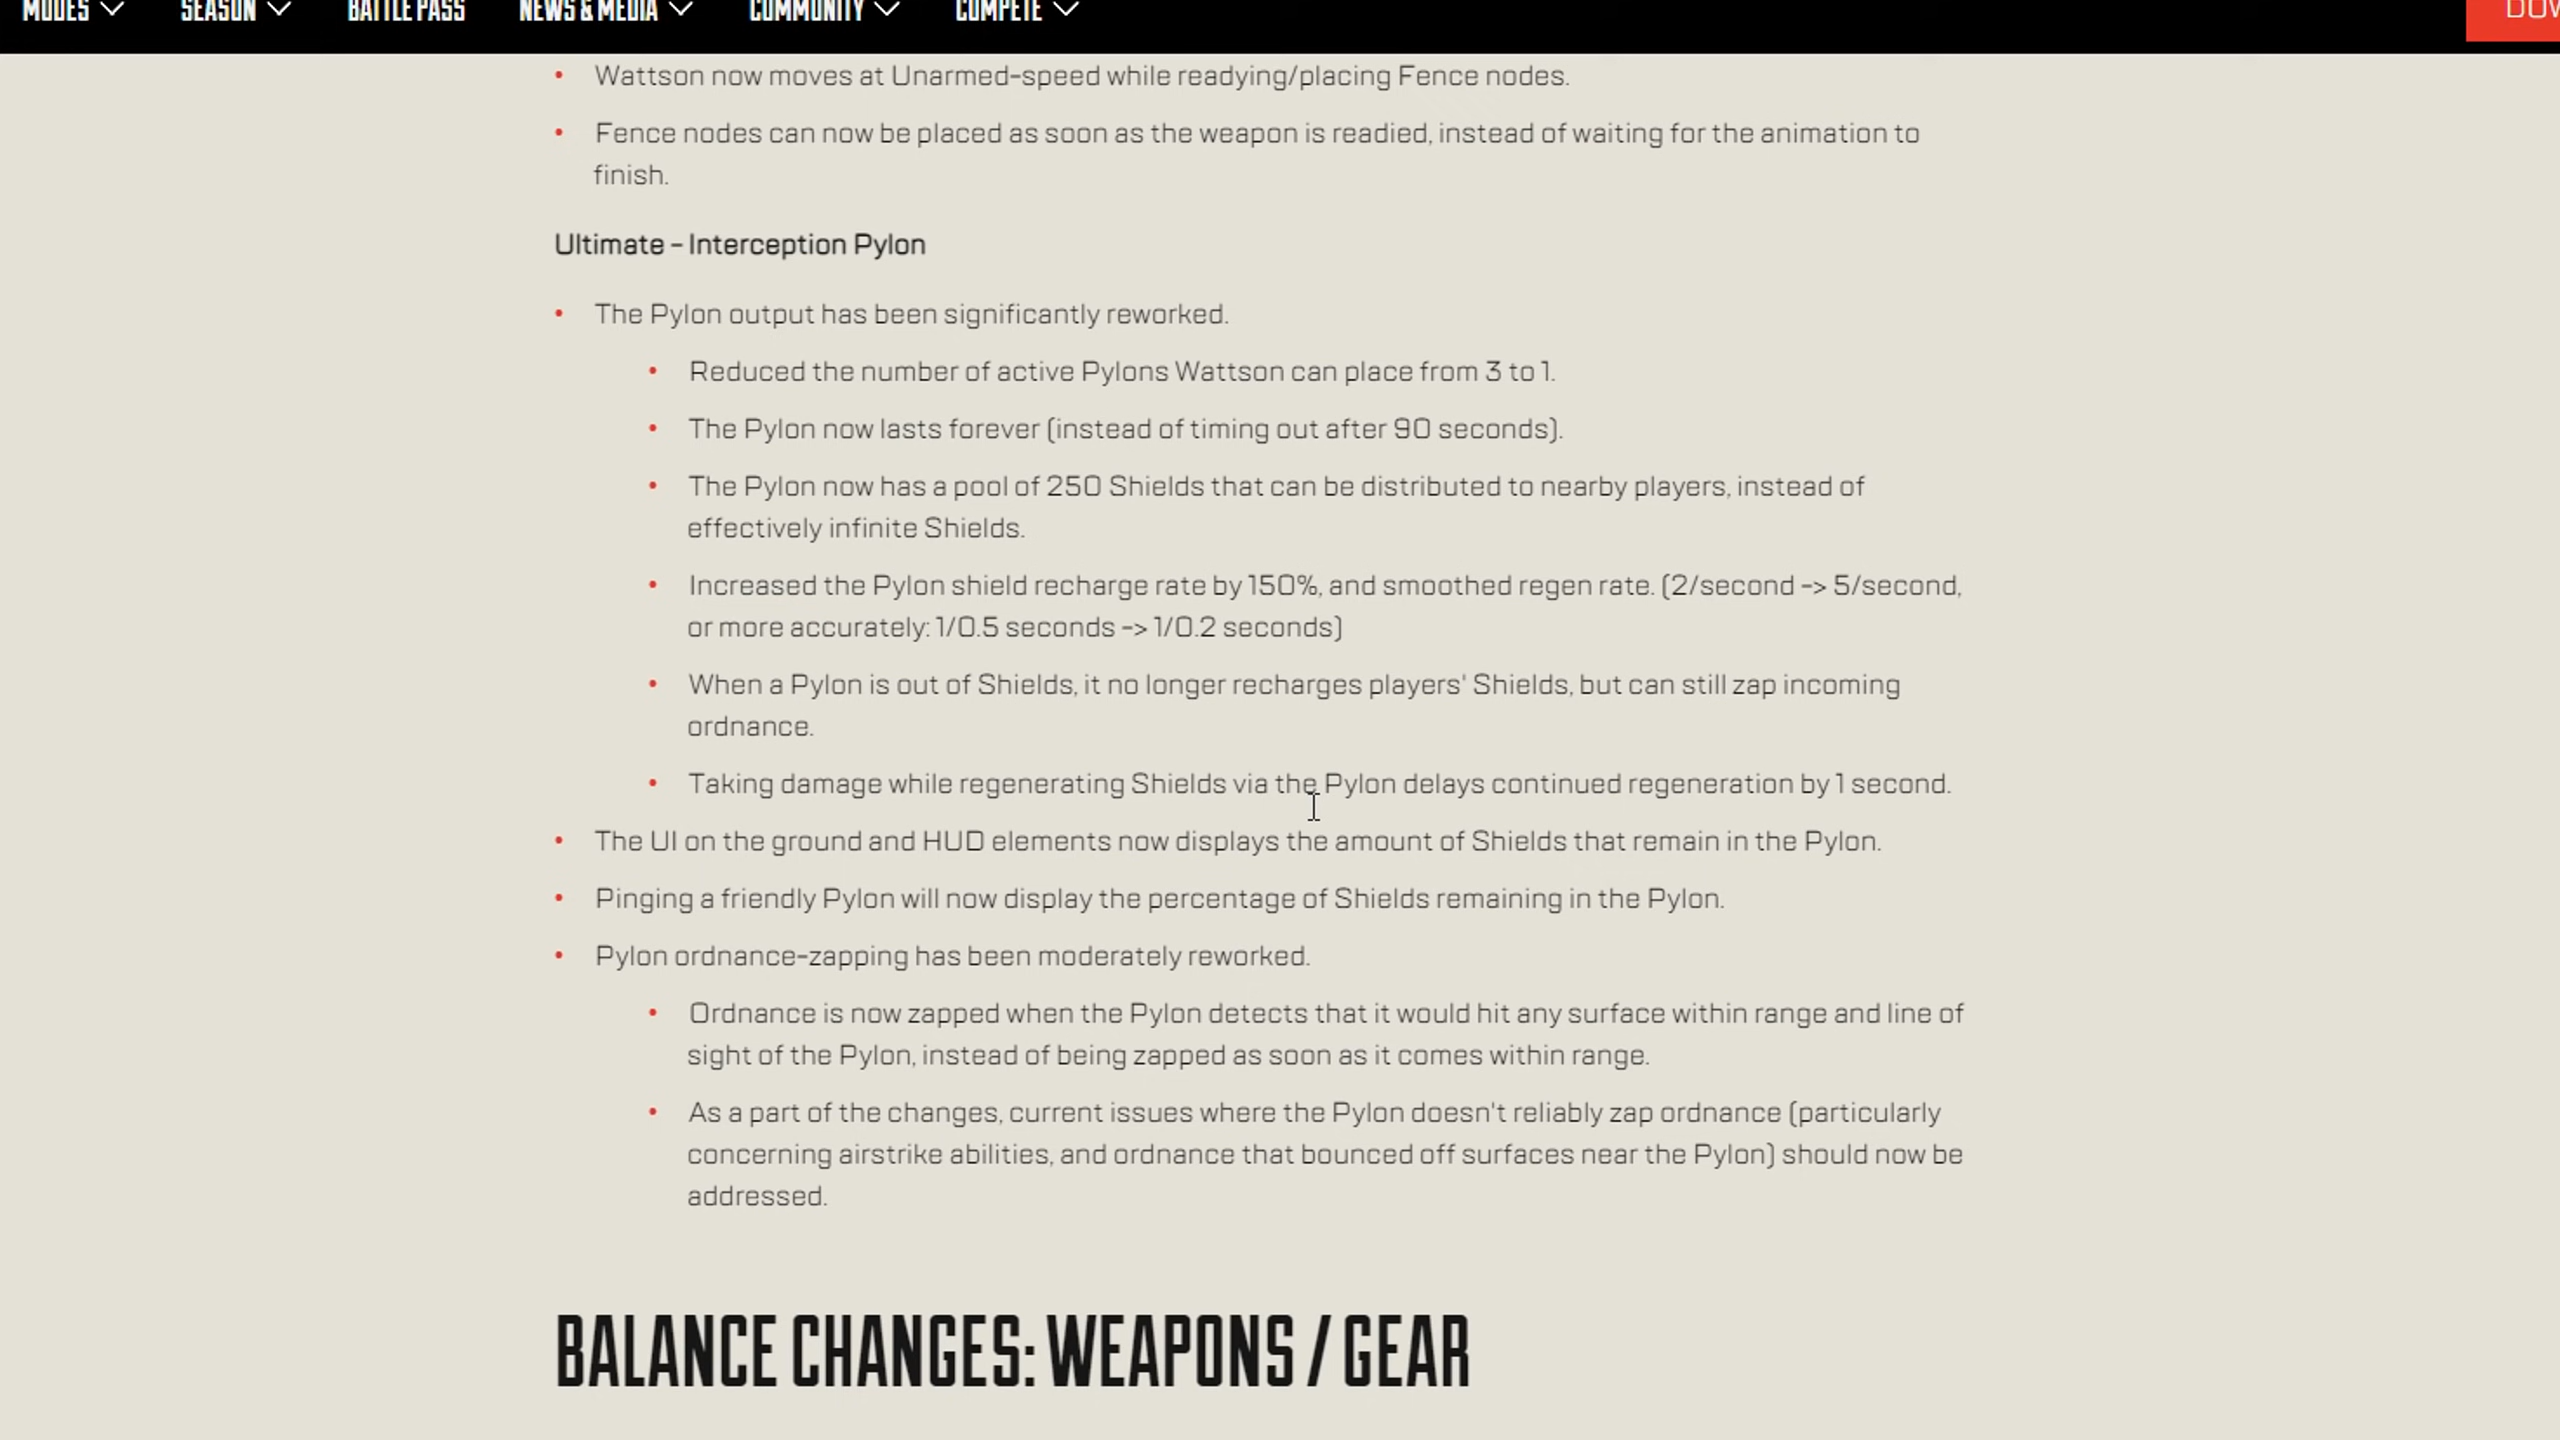 MODES SEASON BATTLE PASS NEWS & MEDIA COMMUNITY COMPETE
• Wattson now moves at Unarmed-speed while readying/placing Fence nodes.
• Fence nodes can now be placed as soon as the weapon is readied, instead of waiting for the animation to
finish.
Ultimate - Interception Pylon
• The Pylon output has been significantly reworked.
• Reduced the number of active Pylons Wattson can place from 3 to 1.
• The Pylon now lasts forever (instead of timing out after 90 seconds).
• The Pylon now has a pool of 250 Shields that can be distributed to nearby players, instead of
effectively infinite Shields.
• Increased the Pylon shield recharge rate by 150%, and smoothed regen rate. (2/second -> 5/second,
or more accurately: 1/0.5 seconds -> 1/0.2 seconds)
• When a Pylon is out of Shields, it no longer recharges players' Shields, but can still zap incoming
ordnance.
• Taking damage while regenerating Shields via the Pylon delays continued regeneration by 1 second.
• The UI on the ground and HUD elements now displays the amount of Shields that remain in the Pylon.
• Pinging a friendly Pylon will now display the percentage of Shields remaining in the Pylon.
• Pylon ordnance-zapping has been moderately reworked.
• Ordnance is now zapped when the Pylon detects that it would hit any surface within range and line of
sight of the Pylon, instead of being zapped as soon as it comes within range.
• As a part of the changes, current issues where the Pylon doesn't reliably zap ordnance (particularly
concerning airstrike abilities, and ordnance that bounced off surfaces near the Pylon) should now be
addressed.
BALANCE CHANGES: WEAPONS / GEAR